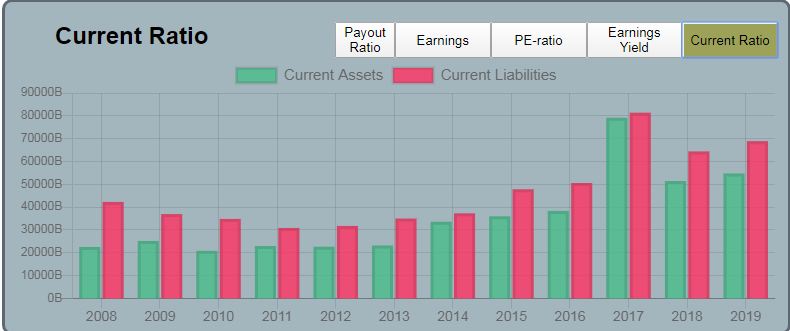 Current Ratio
Payout
Ratio
Earnings
PE-ratio
Earnings
Yield
Current Ratio
Current Assets
Current Liabilities
90000B
80000B
70000B
60000B
50000B
40000B
30000B
20000B
10000B
0B
2008 2009 2010 2011 2012 2013 2014 2015 2016 2017 2018 2019